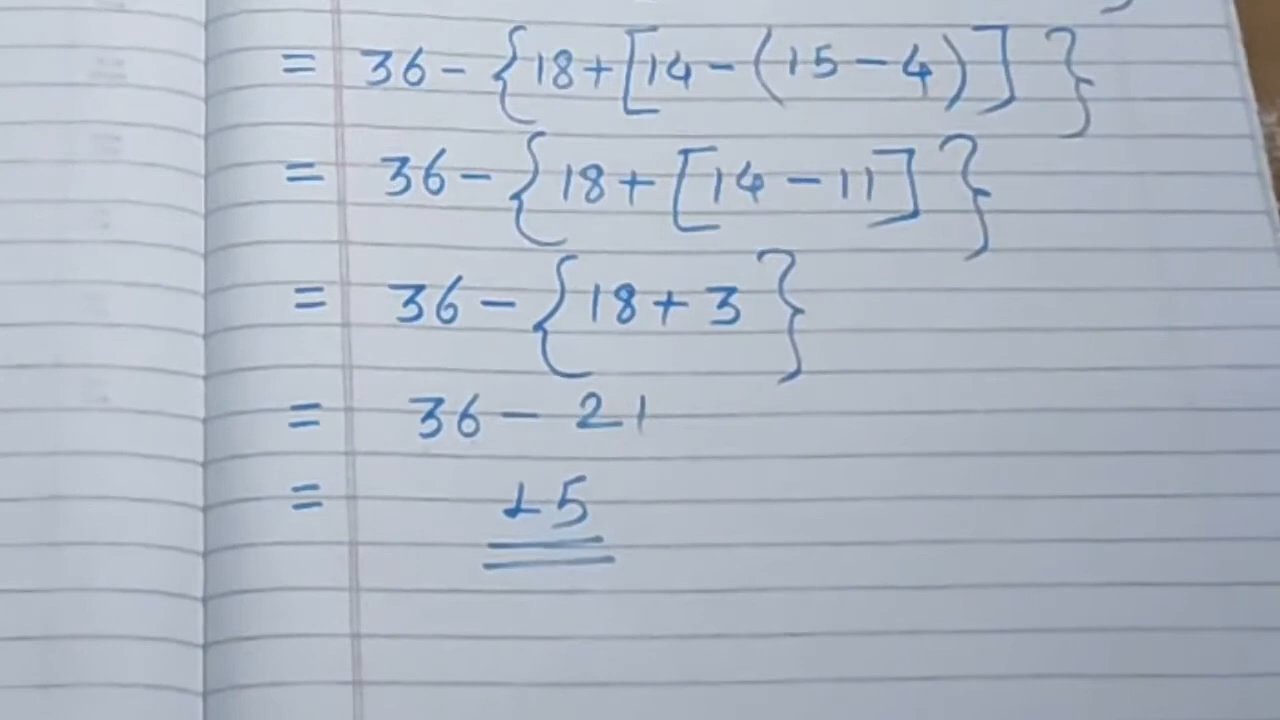 = 36 - {18 + [14 - (15 - 4)]}
= 36 - {18 + [14 - 11]}
= 36 - {18 + 3}
= 36 - 21
= 15